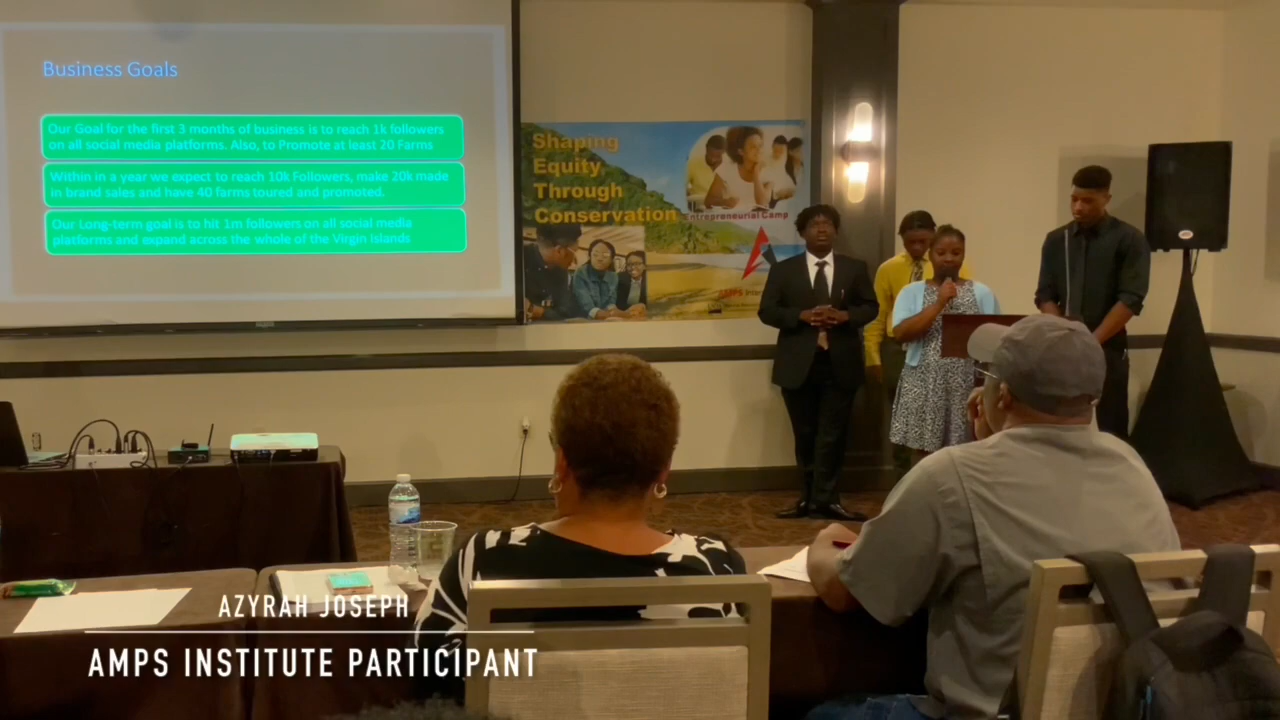 Business Goals
Our Goal for the first 3 months of business is to reach 1k followers
on all social media platforms. Also, to Promote at least 20 Farms
Within in a year we expect to reach 10k Followers, make 20k made
in brand sales and have 40 farms toured and promoted.
Our Long-term goal is to hit 1m followers on all social media
platforms and expand across the whole of the Virgin Islands
Shaping
Equity
Through
Conservation
Entrepreneurial Camp
AMPS
AZYRAH JOSEPH
AMPS INSTITUTE PARTICIPANT